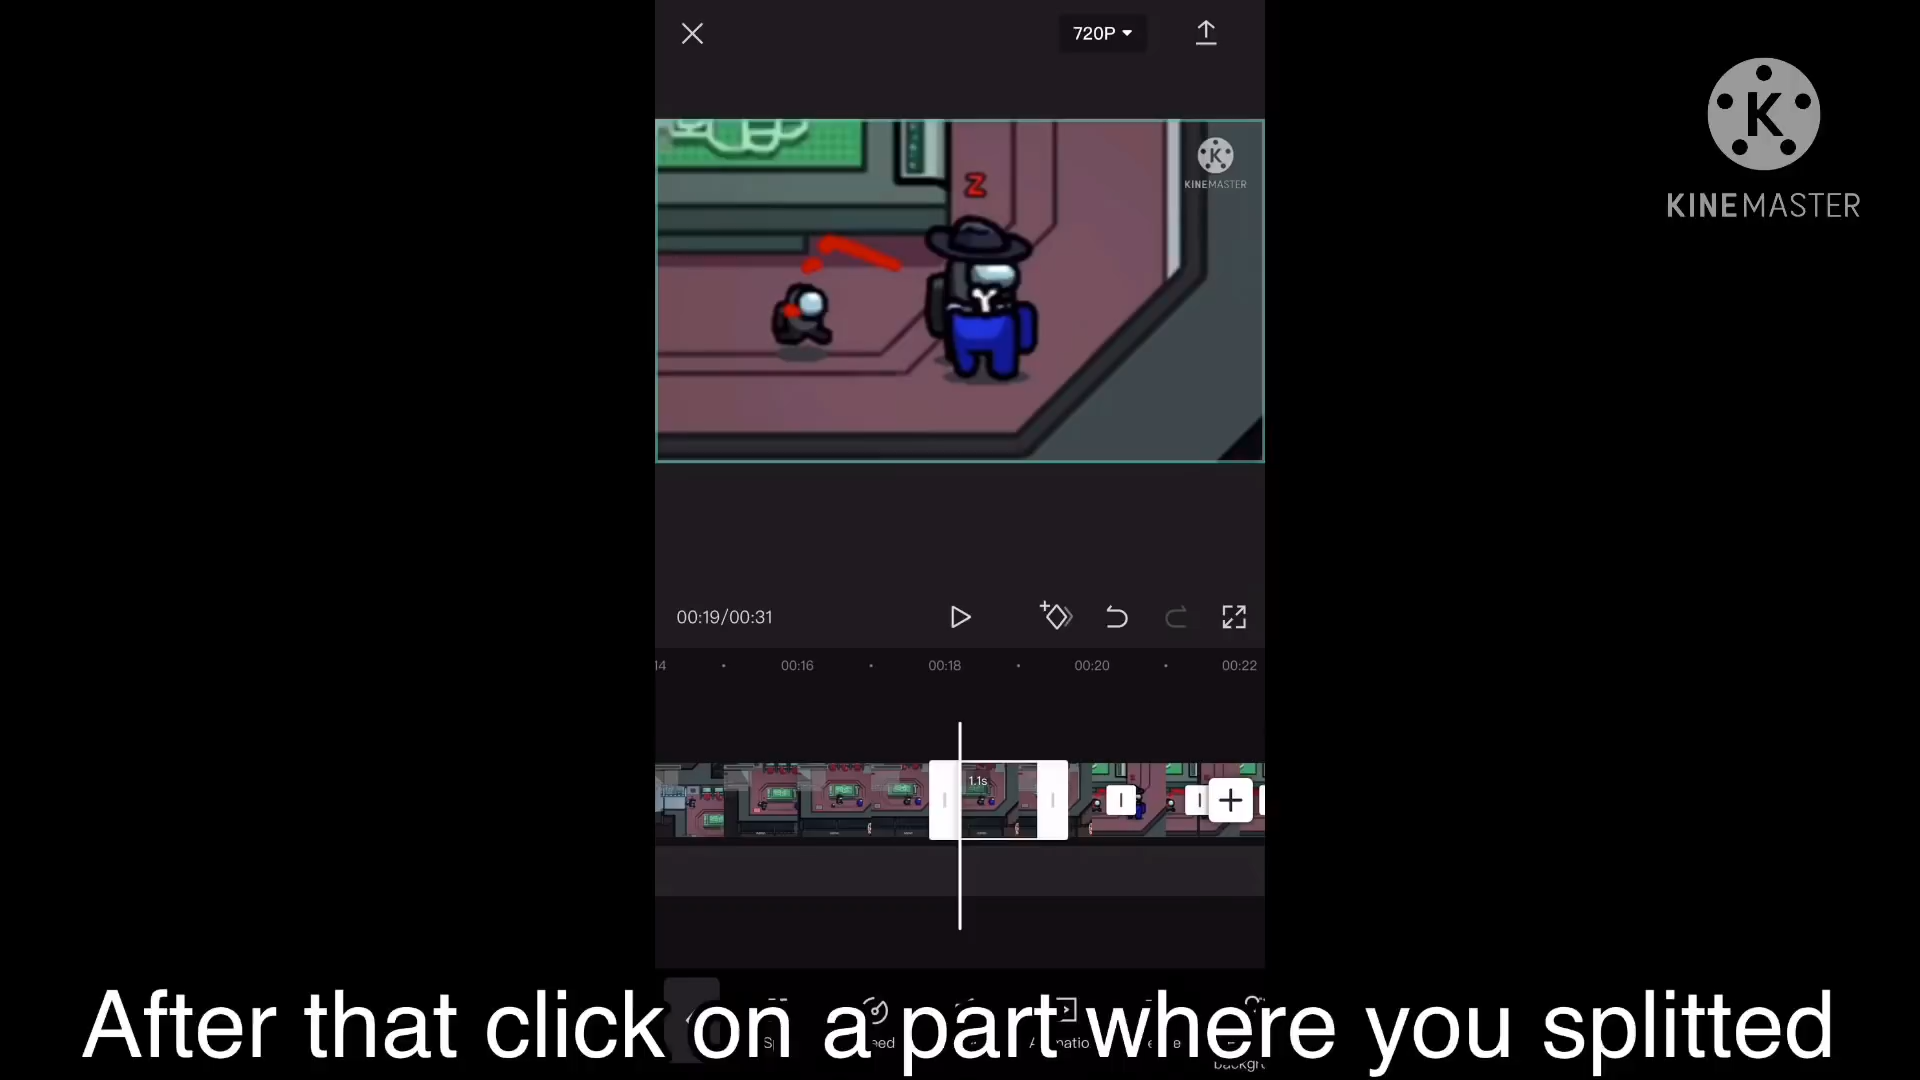 720P
K
KINEMASTER
K
KINEMASTER
Z
00:19/00:31
14 00:16 00:18 00:20 00:22
1.1s
After that click on a part where you splitted